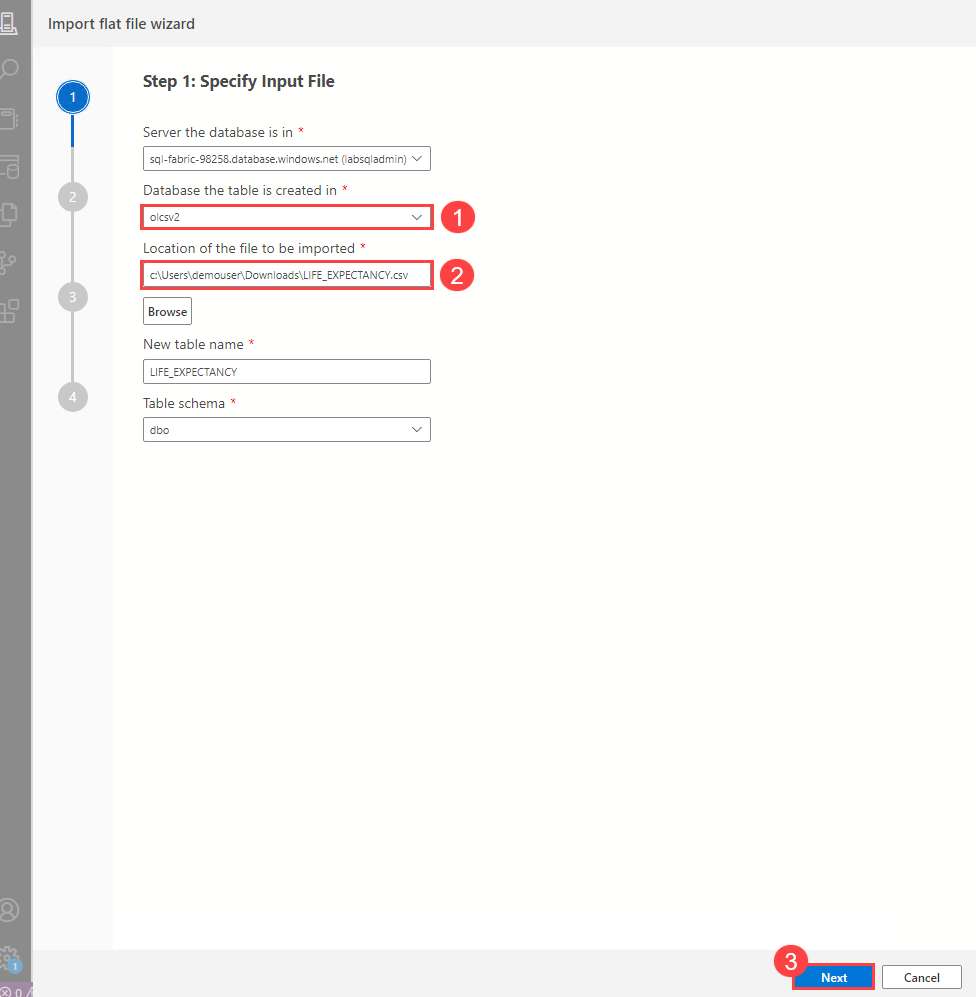 Import flat file wizard
1
2
3
4
Step 1: Specify Input File
Server the database is in *
sql-fabric-98258.database.windows.net (labsqladmin)
Database the table is created in *
olcsv2
1
Location of the file to be imported *
c:\Users\demouser\Downloads\LIFE_EXPECTANCY.csv
2
Browse
New table name *
LIFE_EXPECTANCY
Table schema *
dbo
1
0
3
Next
Cancel